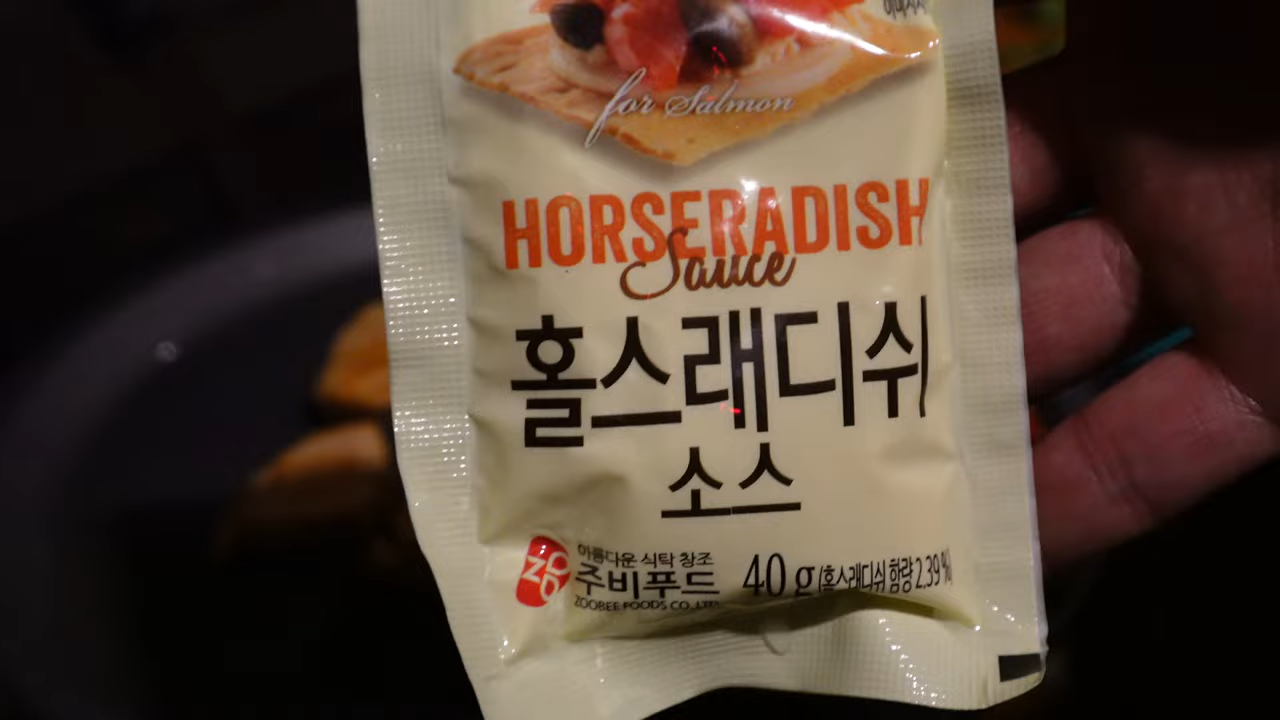 for Salmon
HORSERADISH
Sauce
홀스래디쉬
소스
아름다운 식탁 창조
주비푸드
ZOOBEE FOODS CO.,LTD
40 g (홀스래디쉬 함량 2.39%)